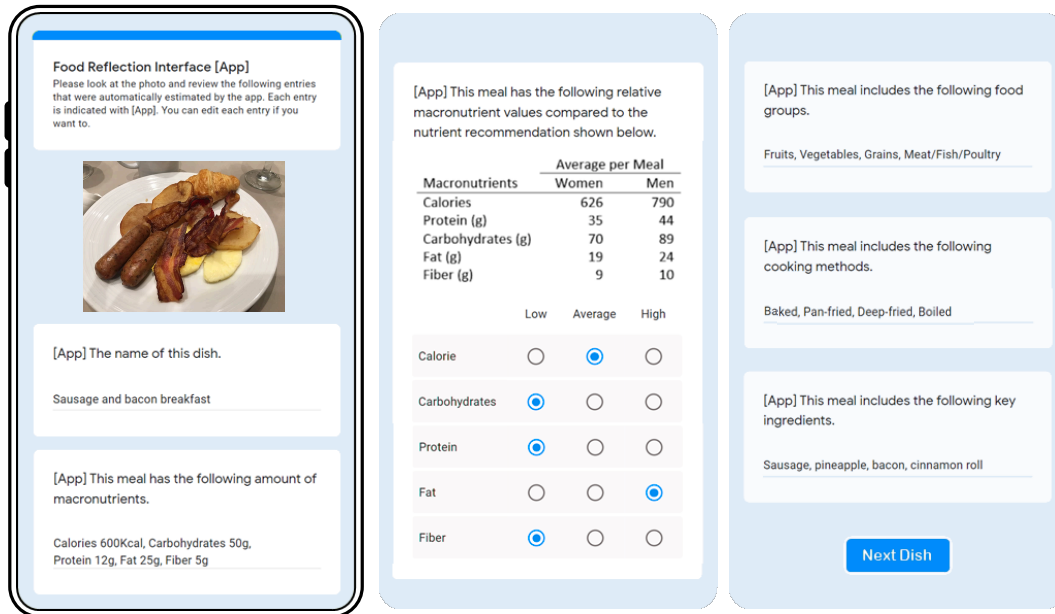 Food Reflection Interface [App]
Please look at the photo and review the following entries
that were automatically estimated by the app. Each entry
is indicated with [App]. You can edit each entry if you
want to.
[App] The name of this dish.
Sausage and bacon breakfast
[App] This meal has the following amount of
macronutrients.
Calories 600Kcal, Carbohydrates 50g,
Protein 12g, Fat 25g, Fiber 5g
[App] This meal has the following relative
macronutrient values compared to the
nutrient recommendation shown below.
Average per Meal
Macronutrients Women Men
Calories 626 790
Protein (g) 35 44
Carbohydrates (g) 70 89
Fat (g) 19 24
Fiber (g) 9 10
Low Average High
Calorie
Carbohydrates
Protein
Fat
Fiber
[App] This meal includes the following food
groups.
Fruits, Vegetables, Grains, Meat/Fish/Poultry
[App] This meal includes the following
cooking methods.
Baked, Pan-fried, Deep-fried, Boiled
[App] This meal includes the following key
ingredients.
Sausage, pineapple, bacon, cinnamon roll
Next Dish